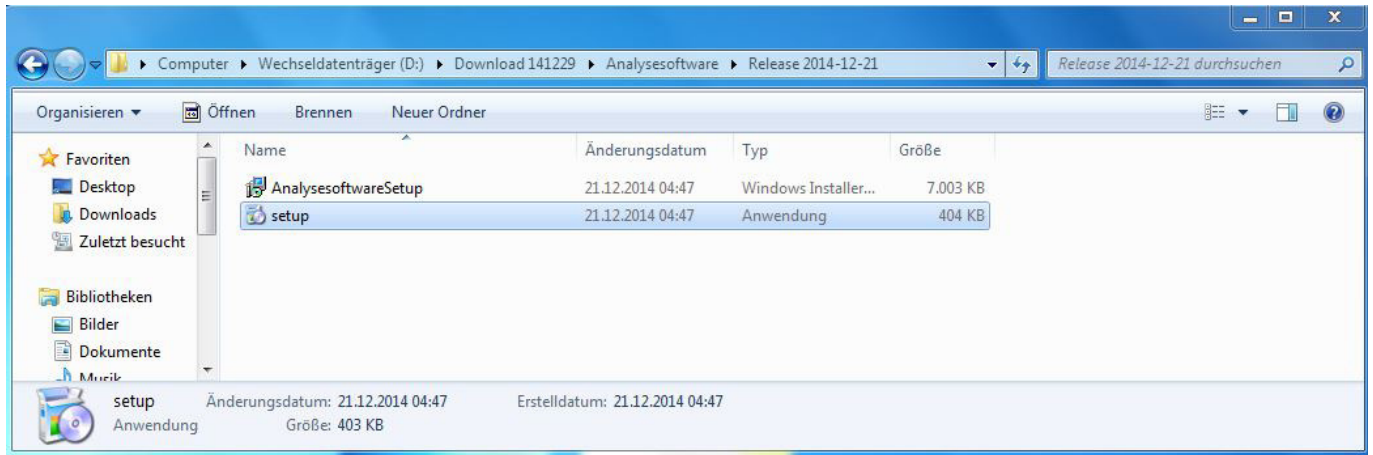 Computer ▸ Wechseldatenträger (D:) ▸ Download 141229 ▸ Analysesoftware ▸ Release 2014-12-21
Release 2014-12-21 durchsuchen
Organisieren Öffnen Brennen Neuer Ordner
Name Änderungsdatum Typ Größe
AnalysesoftwareSetup 21.12.2014 04:47 Windows Installer... 7.003 KB
setup 21.12.2014 04:47 Anwendung 404 KB
Favoriten
Desktop
Downloads
Zuletzt besucht
Bibliotheken
Bilder
Dokumente
Musik
setup Änderungsdatum: 21.12.2014 04:47 Erstelldatum: 21.12.2014 04:47
Anwendung Größe: 403 KB